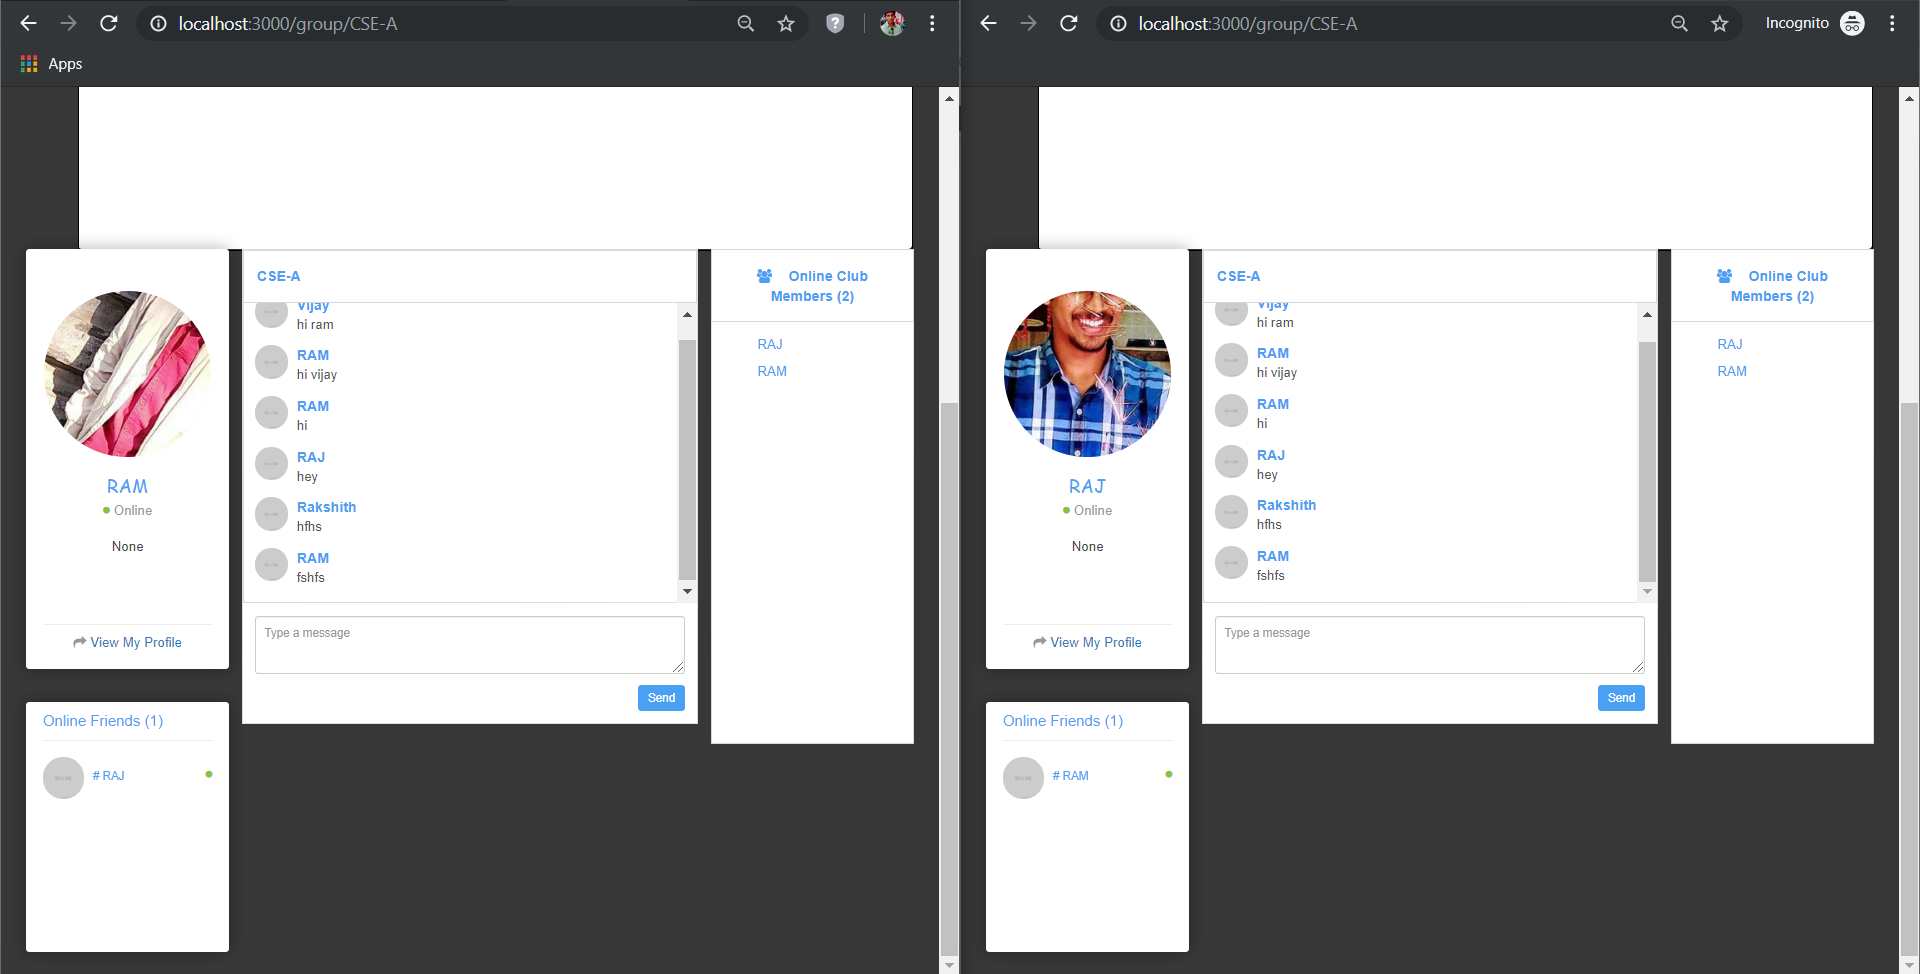 localhost:3000/group/CSE-A
Apps
CSE-A
Vijay
hi ram
RAM
hi vijay
RAM
hi
RAJ
hey
Rakshith
hfhs
RAM
fshfs
Type a message
Send
Online Club
Members (2)
RAJ
RAM
RAM
Online
None
View My Profile
Online Friends (1)
# RAJ
localhost:3000/group/CSE-A
Incognito
CSE-A
Vijay
hi ram
RAM
hi vijay
RAM
hi
RAJ
hey
Rakshith
hfhs
RAM
fshfs
Type a message
Send
Online Club
Members (2)
RAJ
RAM
RAJ
Online
None
View My Profile
Online Friends (1)
# RAM